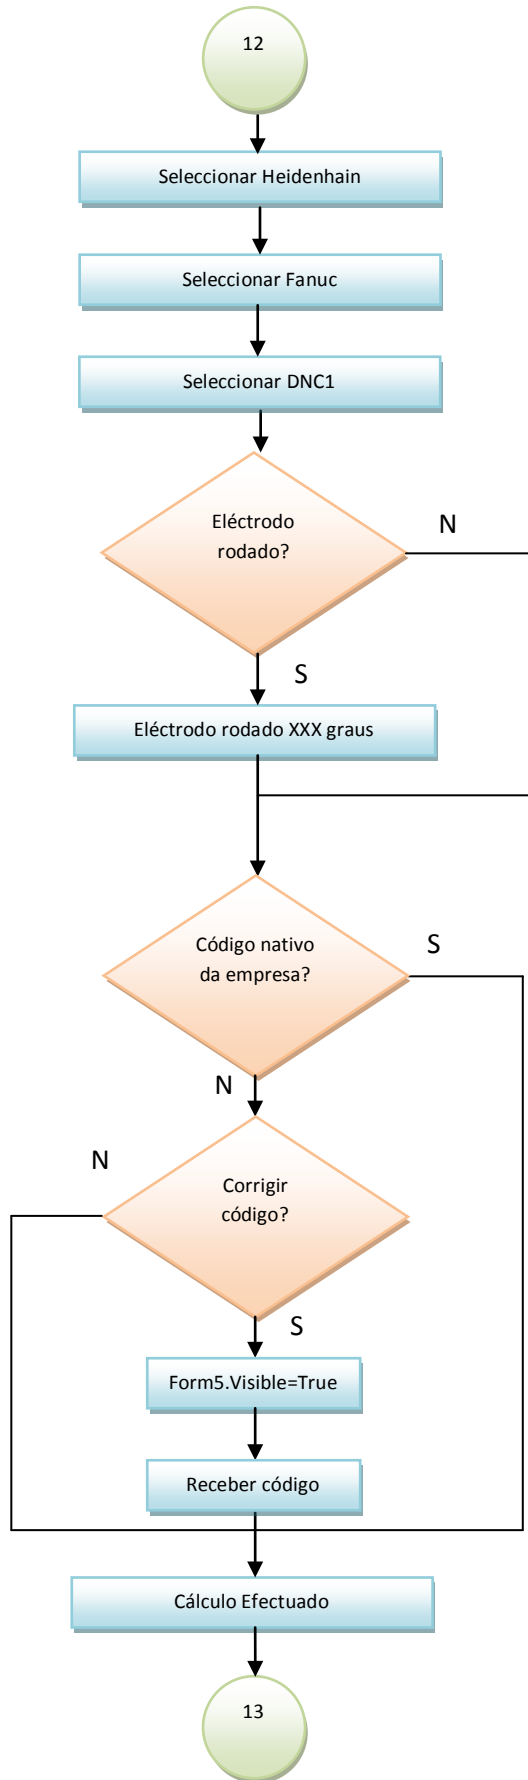 12
Seleccionar Heidenhain
Seleccionar Fanuc
Seleccionar DNC1
Eléctrodo
rodado?
N
S
Eléctrodo rodado XXX graus
Código nativo
da empresa?
S
N
N
Corrigir
código?
S
Form5.Visible=True
Receber código
Cálculo Efectuado
13